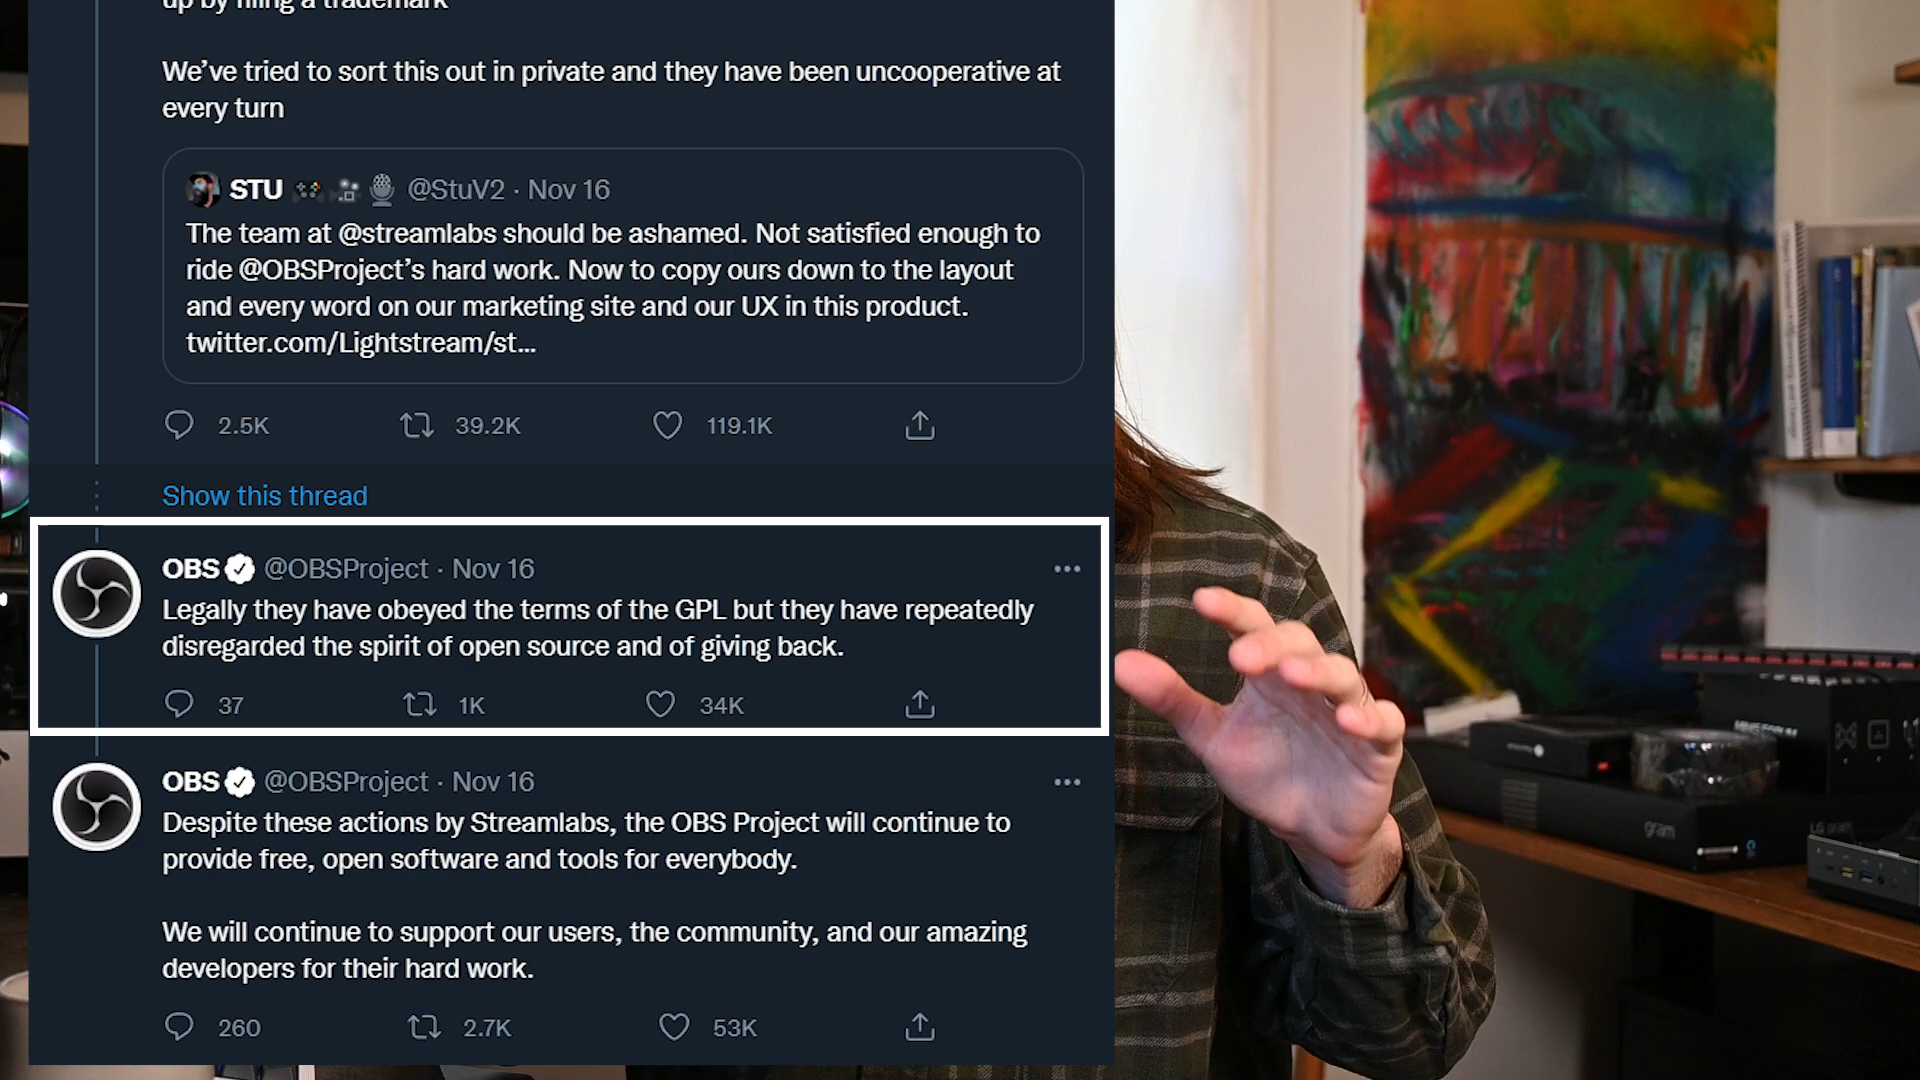 up by filing a trademark
We’ve tried to sort this out in private and they have been uncooperative at
every turn
STU @StuV2 · Nov 16
The team at @streamlabs should be ashamed. Not satisfied enough to
ride @OBSProject’s hard work. Now to copy ours down to the layout
and every word on our marketing site and our UX in this product.
twitter.com/Lightstream/st...
2.5K 39.2K 119.1K
Show this thread
OBS @OBSProject · Nov 16
Legally they have obeyed the terms of the GPL but they have repeatedly
disregarded the spirit of open source and of giving back.
37 1K 34K
OBS @OBSProject · Nov 16
Despite these actions by Streamlabs, the OBS Project will continue to
provide free, open software and tools for everybody.
We will continue to support our users, the community, and our amazing
developers for their hard work.
260 2.7K 53K
gram
LG gram